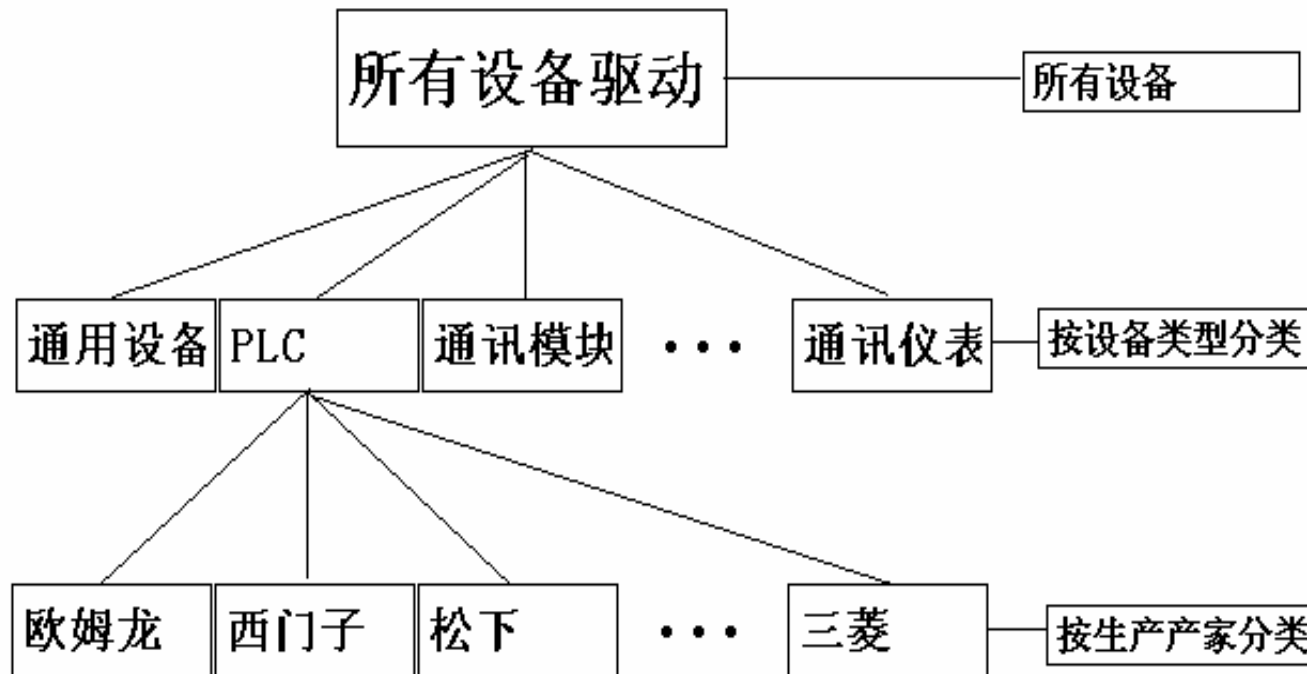 所有设备驱动
所有设备
通用设备
PLC
通讯模块
•••
通讯仪表
按设备类型分类
欧姆龙
西门子
松下
•••
三菱
按生产产家分类